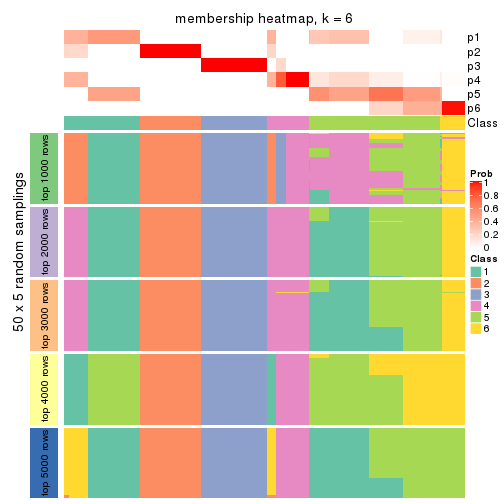 membership heatmap, k = 6
p1
p2
p3
p4
p5
p6
Class
50 x 5 random samplings
top 1000 rows
top 2000 rows
top 3000 rows
top 4000 rows
top 5000 rows
Prob
1
0.8
0.6
0.4
0.2
0
Class
1
2
3
4
5
6